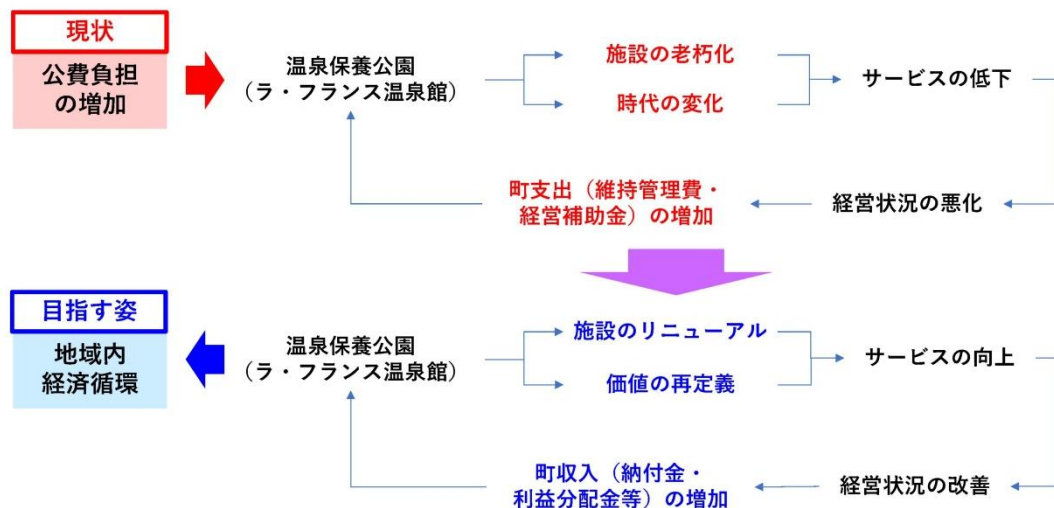 現状
公費負担
の増加
温泉保養公園
（ラ・フランス温泉館）
施設の老朽化
時代の変化
サービスの低下
町支出（維持管理費・
経営補助金）の増加
経営状況の悪化
目指す姿
地域内
経済循環
温泉保養公園
（ラ・フランス温泉館）
施設のリニューアル
価値の再定義
サービスの向上
町収入（納付金・
利益分配金等）の増加
経営状況の改善